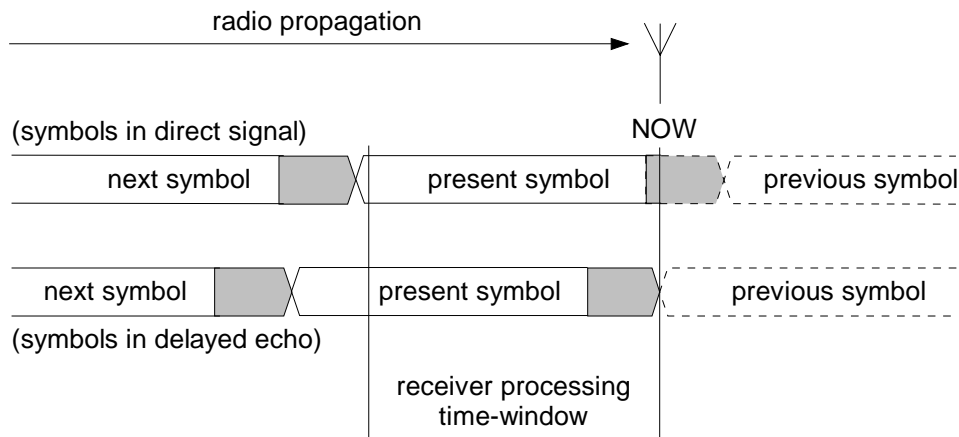 radio propagation
(symbols in direct signal)
NOW
next symbol
present symbol
previous symbol
next symbol
present symbol
previous symbol
(symbols in delayed echo)
receiver processing
time-window